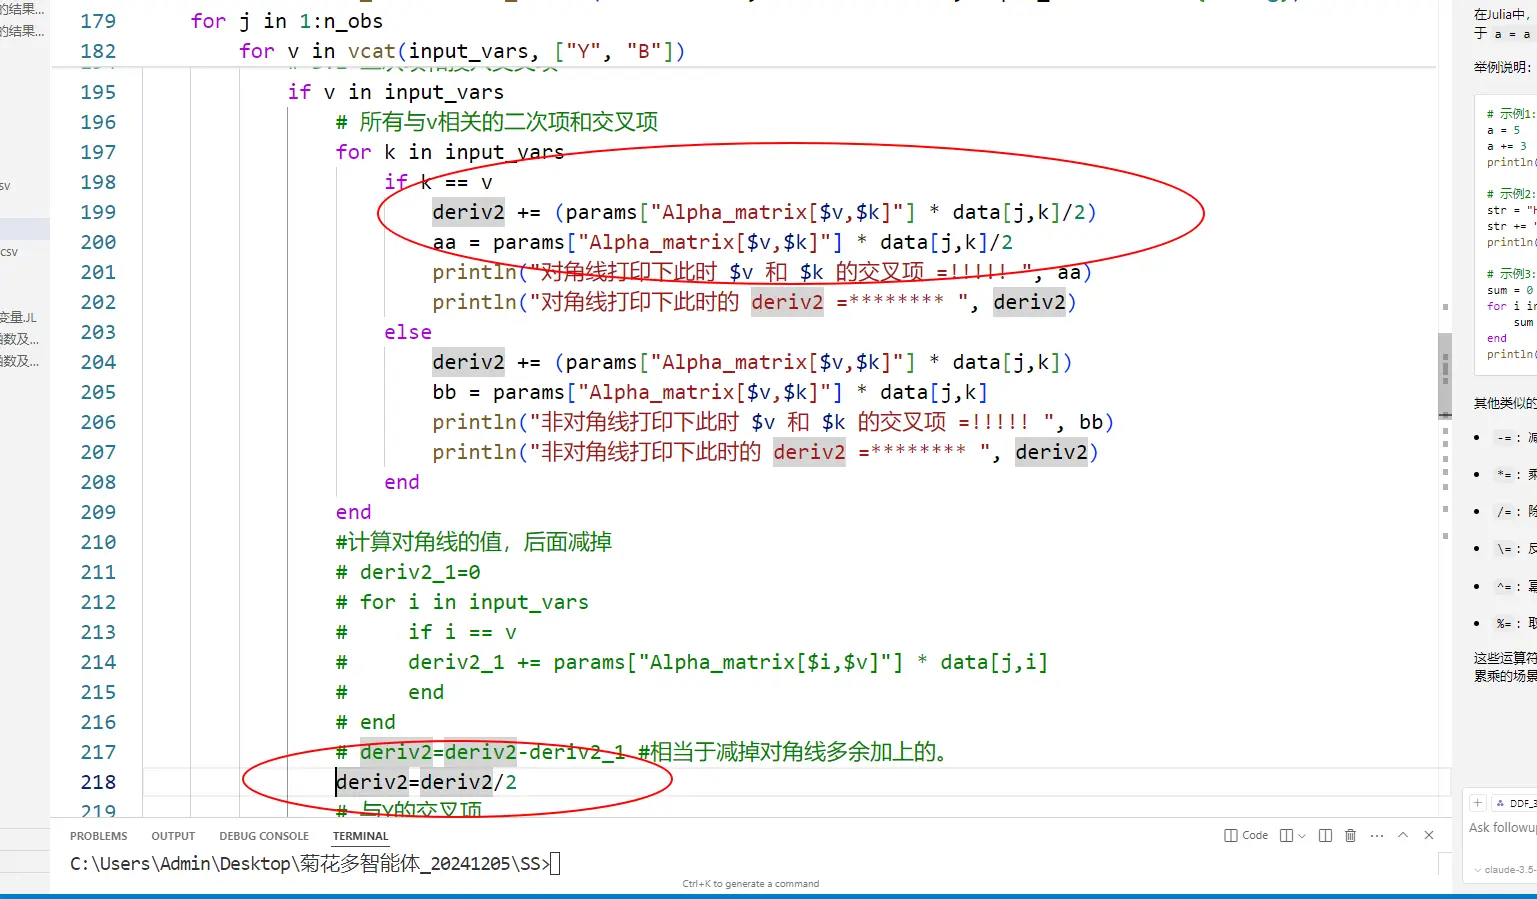 的结果...
的结果...
sv
csv
变量.JL
函数及...
函数及...
179 for j in 1:n_obs
182 for v in vcat(input_vars, ["Y", "B"])
195 if v in input_vars
196 # 所有与v相关的二次项和交叉项
197 for k in input_vars
198 if k == v
199 deriv2 += (params["Alpha_matrix[$v,$k]"] * data[j,k]/2)
200 aa = params["Alpha_matrix[$v,$k]"] * data[j,k]/2
201 println("对角线打印下此时 $v 和 $k 的交叉项 =!!!!! ", aa)
202 println("对角线打印下此时的 deriv2 =******** ", deriv2)
203 else
204 deriv2 += (params["Alpha_matrix[$v,$k]"] * data[j,k])
205 bb = params["Alpha_matrix[$v,$k]"] * data[j,k]
206 println("非对角线打印下此时 $v 和 $k 的交叉项 =!!!!! ", bb)
207 println("非对角线打印下此时的 deriv2 =******** ", deriv2)
208 end
209 end
210 #计算对角线的值，后面减掉
211 # deriv2_1=0
212 # for i in input_vars
213 # if i == v
214 # deriv2_1 += params["Alpha_matrix[$i,$v]"] * data[j,i]
215 # end
216 # end
217 # deriv2=deriv2-deriv2_1 #相当于减掉对角线多余加上的。
218 deriv2=deriv2/2
219 # 与Y的交叉项
PROBLEMS OUTPUT DEBUG CONSOLE TERMINAL Code
C:\Users\Admin\Desktop\菊花多智能体_20241205\SS>
Ctrl+K to generate a command
在Julia中，
于 a = a
举例说明:
# 示例1:
a = 5
a += 3
println(
# 示例2:
str = "
str += "
println(
# 示例3:
sum = 0
for i in
sum
end
println(
其他类似的
-= : 减
*= : 乘
/= : 除
\= : 反
^= : 幂
%= : 取
这些运算符
累乘的场景
DDF_3
Ask followup
claude-3.5-